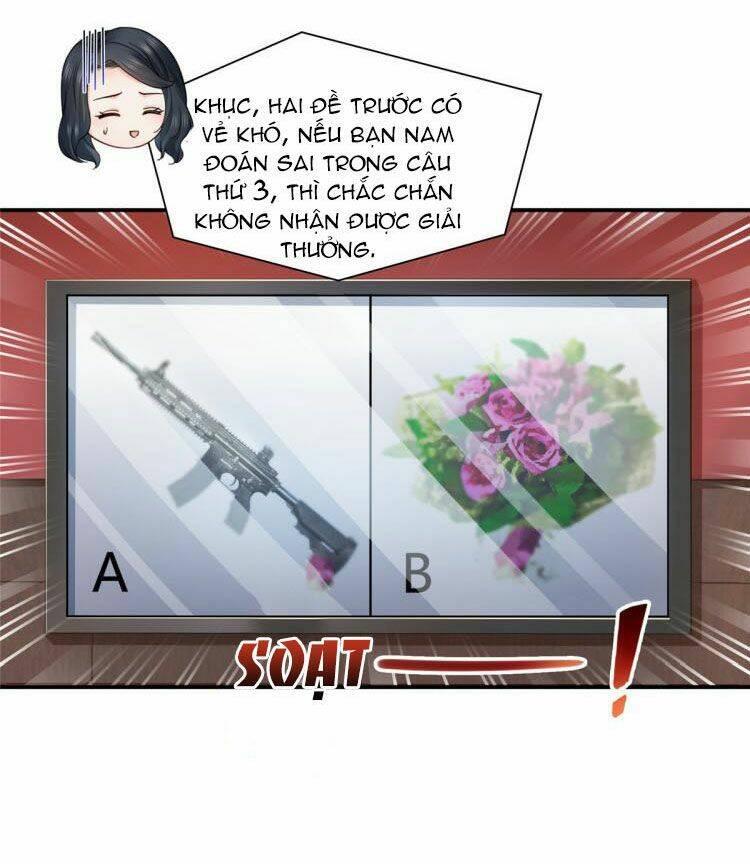 KHỤC, HAI ĐỀ TRƯỚC CÓ
VẺ KHÓ, NẾU BẠN NAM
ĐOÁN SAI TRONG CÂU
THỨ 3, THÌ CHẮC CHẮN
KHÔNG NHẬN ĐƯỢC GIẢI
THƯỞNG.
A
B
SOẠT — !